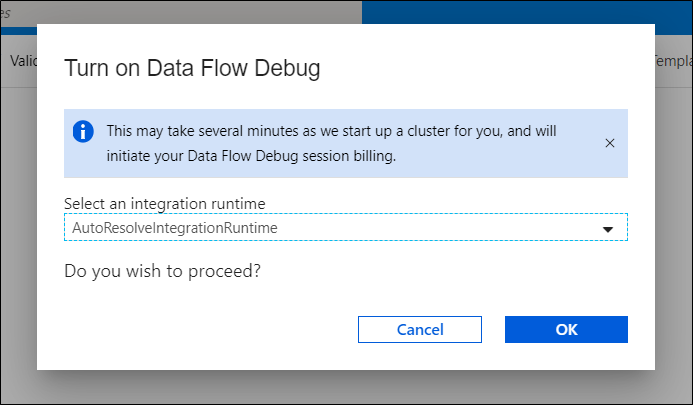 es
Valid
Templa
Turn on Data Flow Debug
This may take several minutes as we start up a cluster for you, and will
initiate your Data Flow Debug session billing.
Select an integration runtime
AutoResolveIntegrationRuntime
Do you wish to proceed?
Cancel
OK